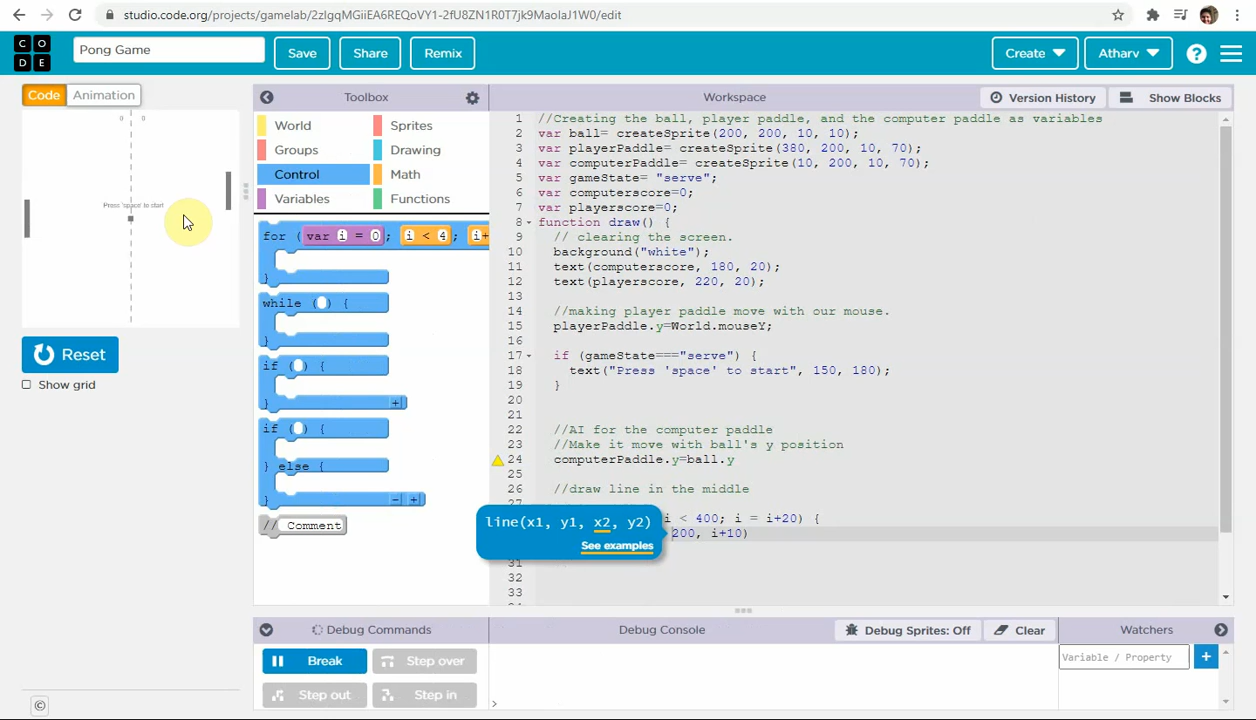 studio.code.org/projects/gamelab/2zIgqMGiiEA6REQoVY1-2fU8ZN1R0T7jk9MaolaJ1W0/edit
CO
DE
Pong Game
Save
Share
Remix
Create
Atharv
?
Code
Animation
Toolbox
Workspace
Version History
Show Blocks
0 0
Press 'space' to start
Reset
Show grid
World
Sprites
Groups
Drawing
Control
Math
Variables
Functions
for ( var i = 0 ; i < 4 ; i+
}
while ( ) {
}
if ( ) {
}
if ( ) {
} else {
}
// Comment
1 //Creating the ball, player paddle, and the computer paddle as variables
2 var ball= createSprite(200, 200, 10, 10);
3 var playerPaddle= createSprite(380, 200, 10, 70);
4 var computerPaddle= createSprite(10, 200, 10, 70);
5 var gameState= "serve";
6 var computerscore=0;
7 var playerscore=0;
8 function draw() {
9 // clearing the screen.
10 background("white");
11 text(computerscore, 180, 20);
12 text(playerscore, 220, 20);
13
14 //making player paddle move with our mouse.
15 playerPaddle.y=World.mouseY;
16
17 if (gameState==="serve") {
18 text("Press 'space' to start", 150, 180);
19 }
20
21
22 //AI for the computer paddle
23 //Make it move with ball's y position
24 computerPaddle.y=ball.y
25
26 //draw line in the middle
i < 400; i = i+20) {
200, i+10)
31
32
33
line(x1, y1, x2, y2)
See examples
Debug Commands
Debug Console
Debug Sprites: Off
Clear
Watchers
Break
Step over
Step out
Step in
Variable / Property
+
>
©